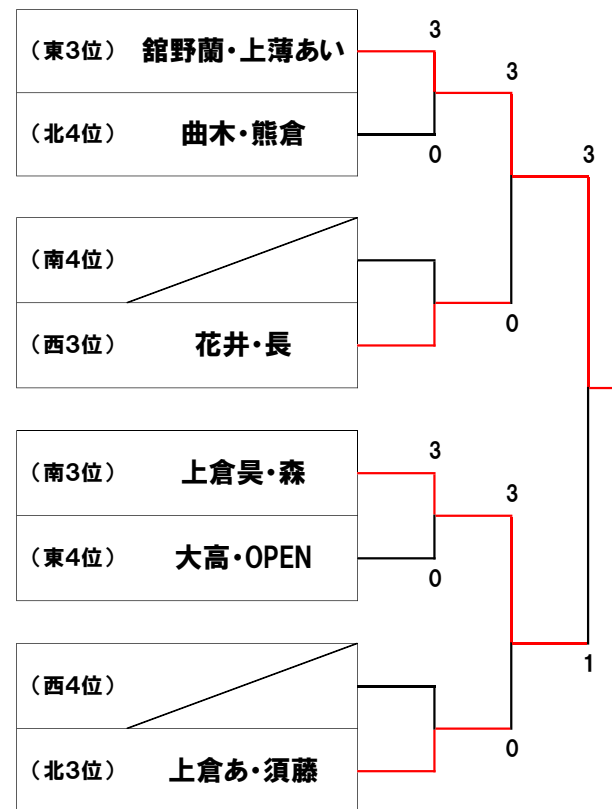 (東3位) 舘野蘭・上薄あい
3
3
(北4位) 曲木・熊倉
0
3
(南4位)
0
(西3位) 花井・長
(南3位) 上倉昊・森
3
3
(東4位) 大高・OPEN
0
(西4位)
1
0
(北3位) 上倉あ・須藤